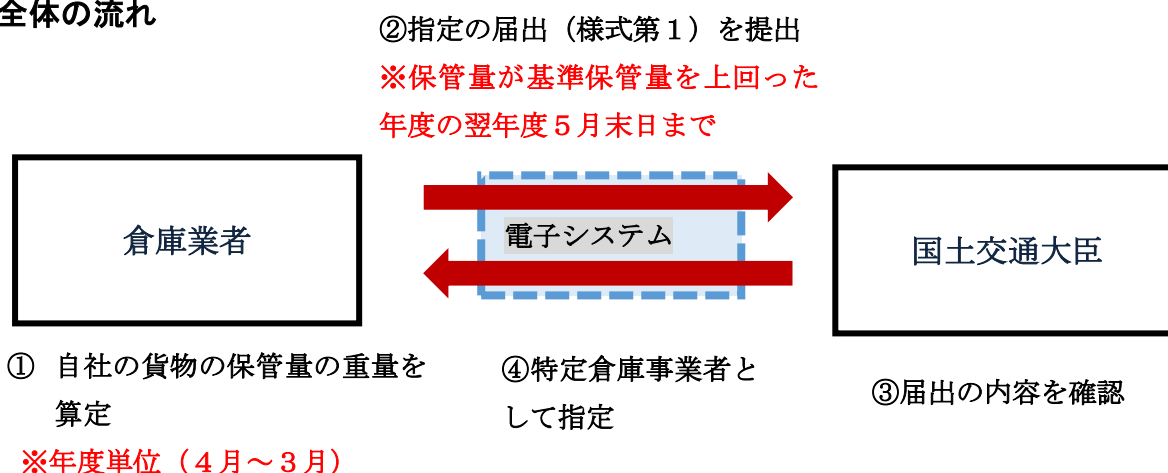 全体の流れ
②指定の届出（様式第１）を提出
※保管量が基準保管量を上回った
年度の翌年度５月末日まで
倉庫業者
電子システム
国土交通大臣
① 自社の貨物の保管量の重量を
算定
※年度単位（４月～３月）
④特定倉庫事業者と
して指定
③届出の内容を確認